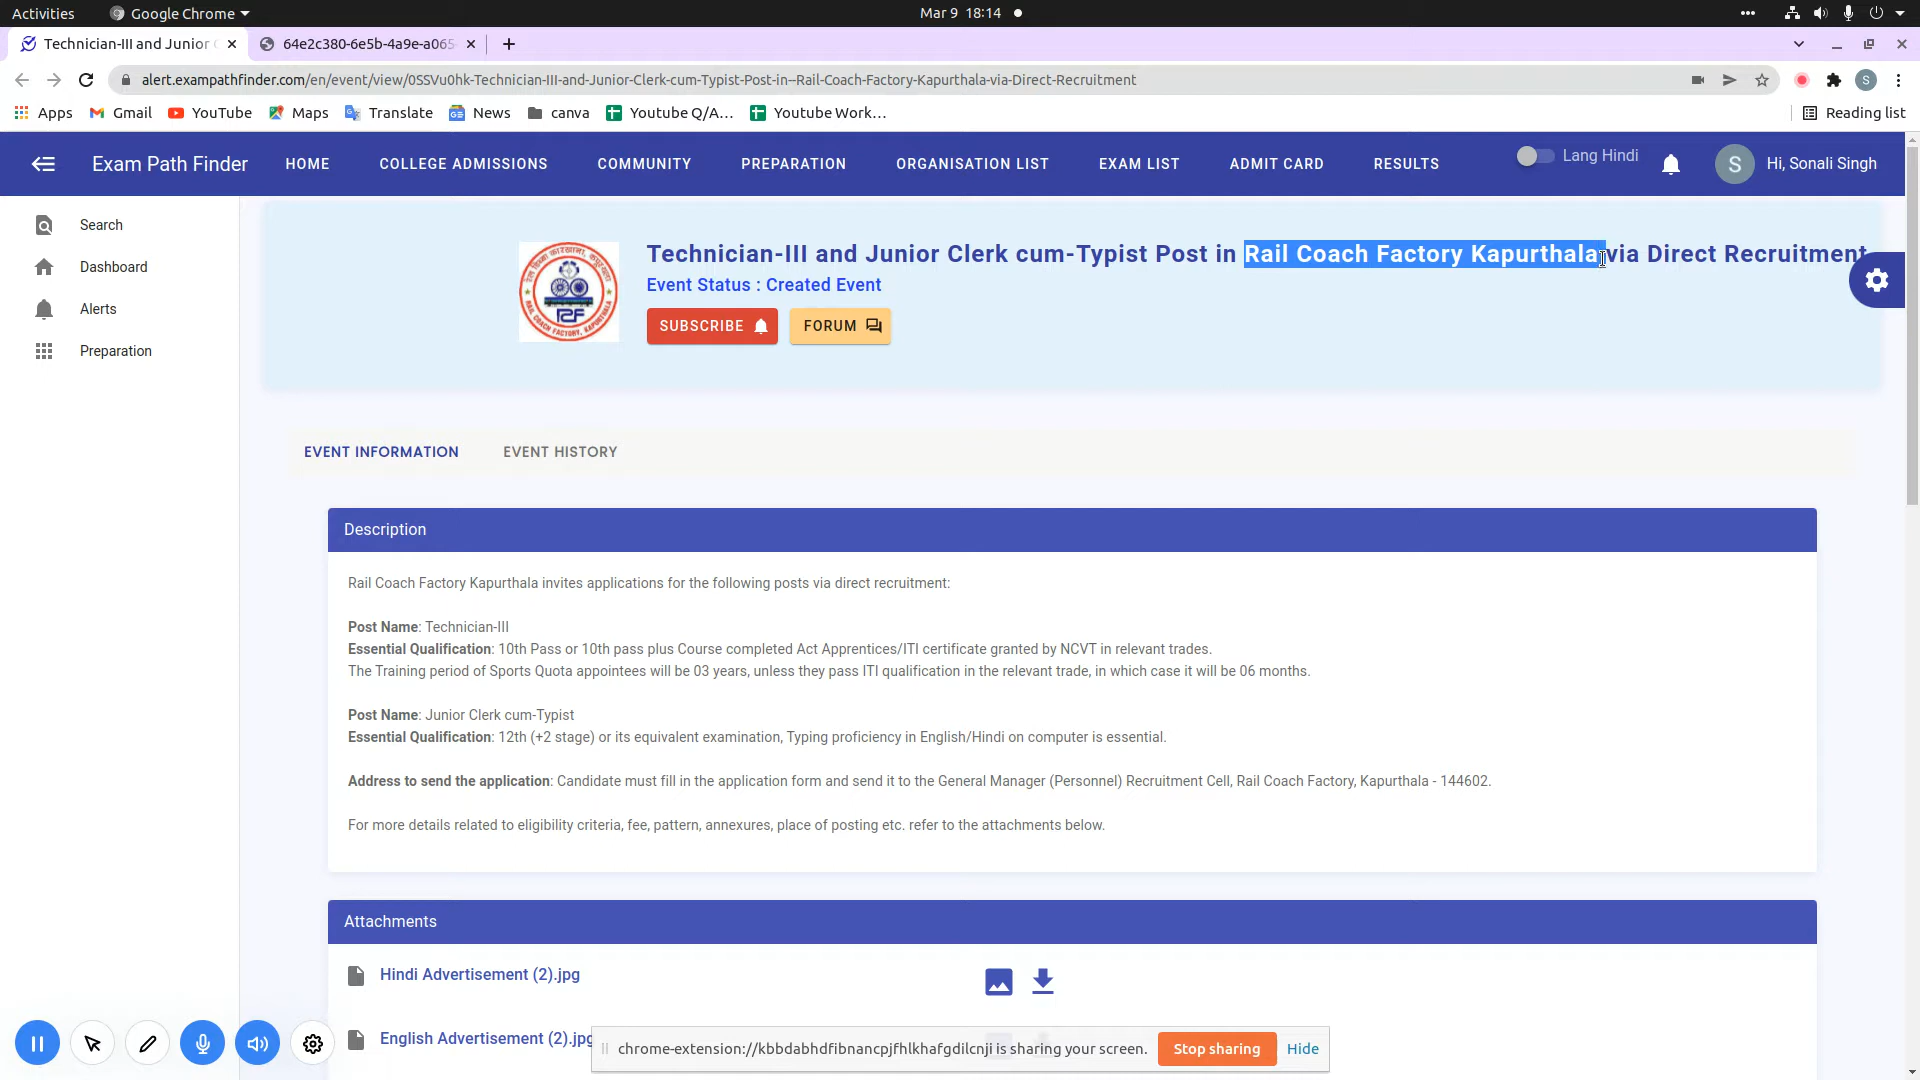 Activities Google Chrome Mar 9 18:14
Technician-III and Junior C 64e2c380-6e5b-4a9e-a065-
alert.exampathfinder.com/en/event/view/0SSVu0hk-Technician-III-and-Junior-Clerk-cum-Typist-Post-in--Rail-Coach-Factory-Kapurthala-via-Direct-Recruitment S
Apps Gmail YouTube Maps Translate News canva Youtube Q/A... Youtube Work... Reading list
Exam Path Finder HOME COLLEGE ADMISSIONS COMMUNITY PREPARATION ORGANISATION LIST EXAM LIST ADMIT CARD RESULTS Lang Hindi S Hi, Sonali Singh
Search
Dashboard
Alerts
Preparation
Technician-III and Junior Clerk cum-Typist Post in Rail Coach Factory Kapurthala via Direct Recruitment
Event Status : Created Event
SUBSCRIBE FORUM
EVENT INFORMATION EVENT HISTORY
Description
Rail Coach Factory Kapurthala invites applications for the following posts via direct recruitment:
Post Name: Technician-III
Essential Qualification: 10th Pass or 10th pass plus Course completed Act Apprentices/ITI certificate granted by NCVT in relevant trades.
The Training period of Sports Quota appointees will be 03 years, unless they pass ITI qualification in the relevant trade, in which case it will be 06 months.
Post Name: Junior Clerk cum-Typist
Essential Qualification: 12th (+2 stage) or its equivalent examination, Typing proficiency in English/Hindi on computer is essential.
Address to send the application: Candidate must fill in the application form and send it to the General Manager (Personnel) Recruitment Cell, Rail Coach Factory, Kapurthala - 144602.
For more details related to eligibility criteria, fee, pattern, annexures, place of posting etc. refer to the attachments below.
Attachments
Hindi Advertisement (2).jpg
English Advertisement (2).jpg
chrome-extension://kbbdabhdfibnancpjfhlkhafgdilcnji is sharing your screen. Stop sharing Hide